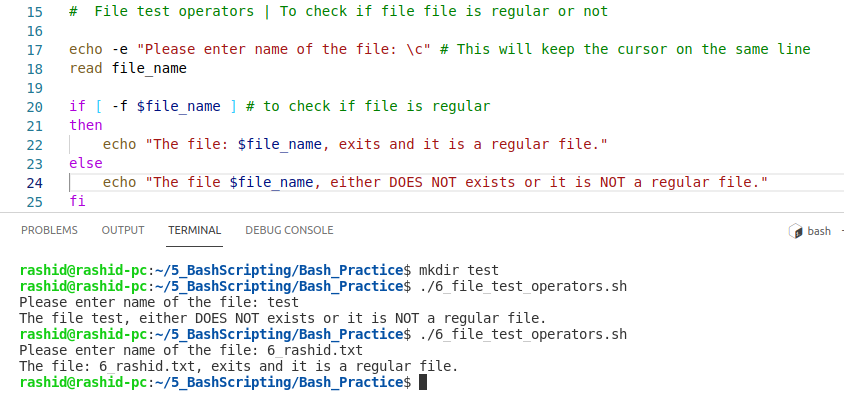 15 #  File test operators | To check if file file is regular or not
16
17 echo -e "Please enter name of the file: \c" # This will keep the cursor on the same line
18 read file_name
19
20 if [ -f $file_name ] # to check if file is regular
21 then
22     echo "The file: $file_name, exits and it is a regular file."
23 else
24     echo "The file $file_name, either DOES NOT exists or it is NOT a regular file."
25 fi
PROBLEMS OUTPUT TERMINAL DEBUG CONSOLE bash
rashid@rashid-pc:~/5_BashScripting/Bash_Practice$ mkdir test
rashid@rashid-pc:~/5_BashScripting/Bash_Practice$ ./6_file_test_operators.sh
Please enter name of the file: test
The file test, either DOES NOT exists or it is NOT a regular file.
rashid@rashid-pc:~/5_BashScripting/Bash_Practice$ ./6_file_test_operators.sh
Please enter name of the file: 6_rashid.txt
The file: 6_rashid.txt, exits and it is a regular file.
rashid@rashid-pc:~/5_BashScripting/Bash_Practice$